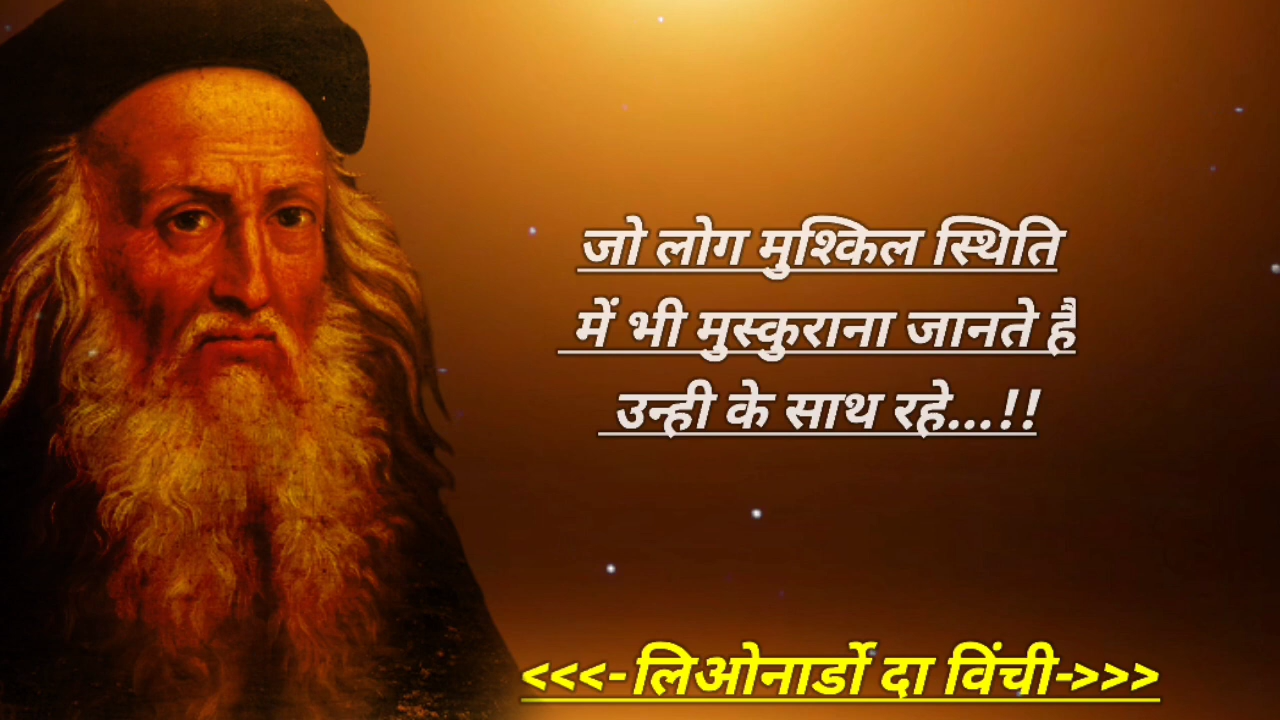 जो लोग मुश्किल स्थिति
में भी मुस्कुराना जानते है
उन्ही के साथ रहे...!!
<<<-लिओनार्डो दा विंची->>>